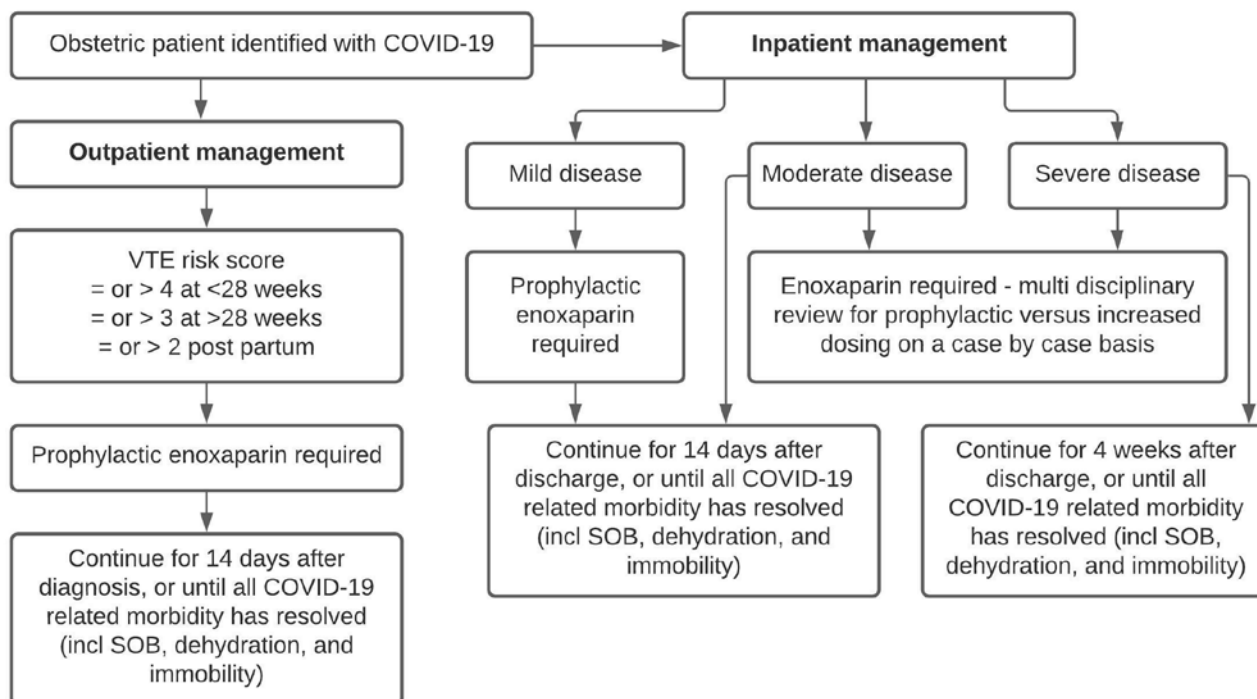 Obstetric patient identified with COVID-19
Inpatient management
Outpatient management
Mild disease
Moderate disease
Severe disease
VTE risk score
= or > 4 at <28 weeks
= or > 3 at >28 weeks
= or > 2 post partum
Prophylactic
enoxaparin
required
Enoxaparin required - multi disciplinary
review for prophylactic versus increased
dosing on a case by case basis
Prophylactic enoxaparin required
Continue for 14 days after
discharge, or until all COVID-19
related morbidity has resolved
(incl SOB, dehydration, and
immobility)
Continue for 4 weeks after
discharge, or until all
COVID-19 related morbidity
has resolved (incl SOB,
dehydration, and immobility)
Continue for 14 days after
diagnosis, or until all COVID-19
related morbidity has resolved
(incl SOB, dehydration, and
immobility)